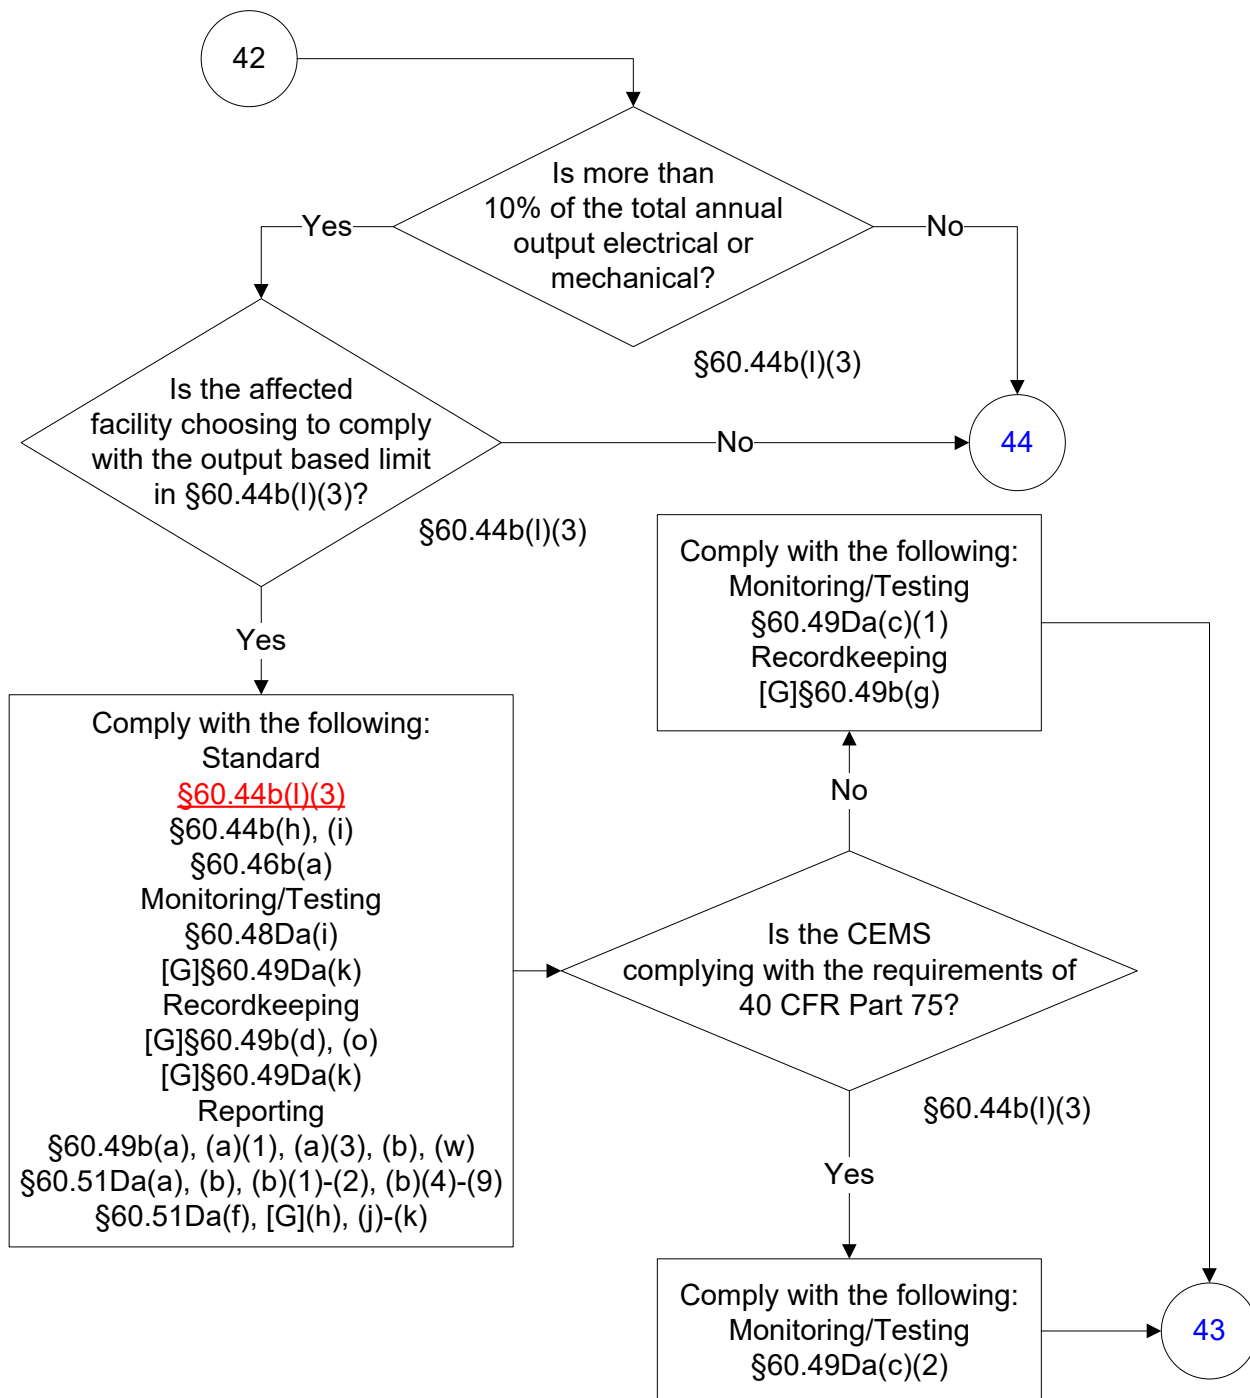 42
Is more than
10% of the total annual
output electrical or
mechanical?
Yes
No
§60.44b(l)(3)
Is the affected
facility choosing to comply
with the output based limit
in §60.44b(l)(3)?
No
44
§60.44b(l)(3)
Yes
Comply with the following:
Monitoring/Testing
§60.49Da(c)(1)
Recordkeeping
[G]§60.49b(g)
No
Comply with the following:
Standard
§60.44b(l)(3)
§60.44b(h), (i)
§60.46b(a)
Monitoring/Testing
§60.48Da(i)
[G]§60.49Da(k)
Recordkeeping
[G]§60.49b(d), (o)
[G]§60.49Da(k)
Reporting
§60.49b(a), (a)(1), (a)(3), (b), (w)
§60.51Da(a), (b), (b)(1)-(2), (b)(4)-(9)
§60.51Da(f), [G](h), (j)-(k)
Is the CEMS
complying with the requirements of
40 CFR Part 75?
§60.44b(l)(3)
Yes
Comply with the following:
Monitoring/Testing
§60.49Da(c)(2)
43